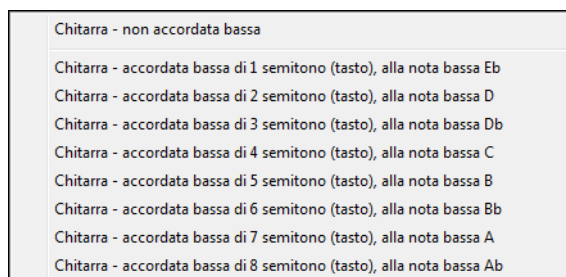 Chitarra - non accordata bassa
Chitarra - accordata bassa di 1 semitono (tasto), alla nota bassa Eb
Chitarra - accordata bassa di 2 semitono (tasto), alla nota bassa D
Chitarra - accordata bassa di 3 semitono (tasto), alla nota bassa Db
Chitarra - accordata bassa di 4 semitono (tasto), alla nota bassa C
Chitarra - accordata bassa di 5 semitono (tasto), alla nota bassa B
Chitarra - accordata bassa di 6 semitono (tasto), alla nota bassa Bb
Chitarra - accordata bassa di 7 semitono (tasto), alla nota bassa A
Chitarra - accordata bassa di 8 semitono (tasto), alla nota bassa Ab